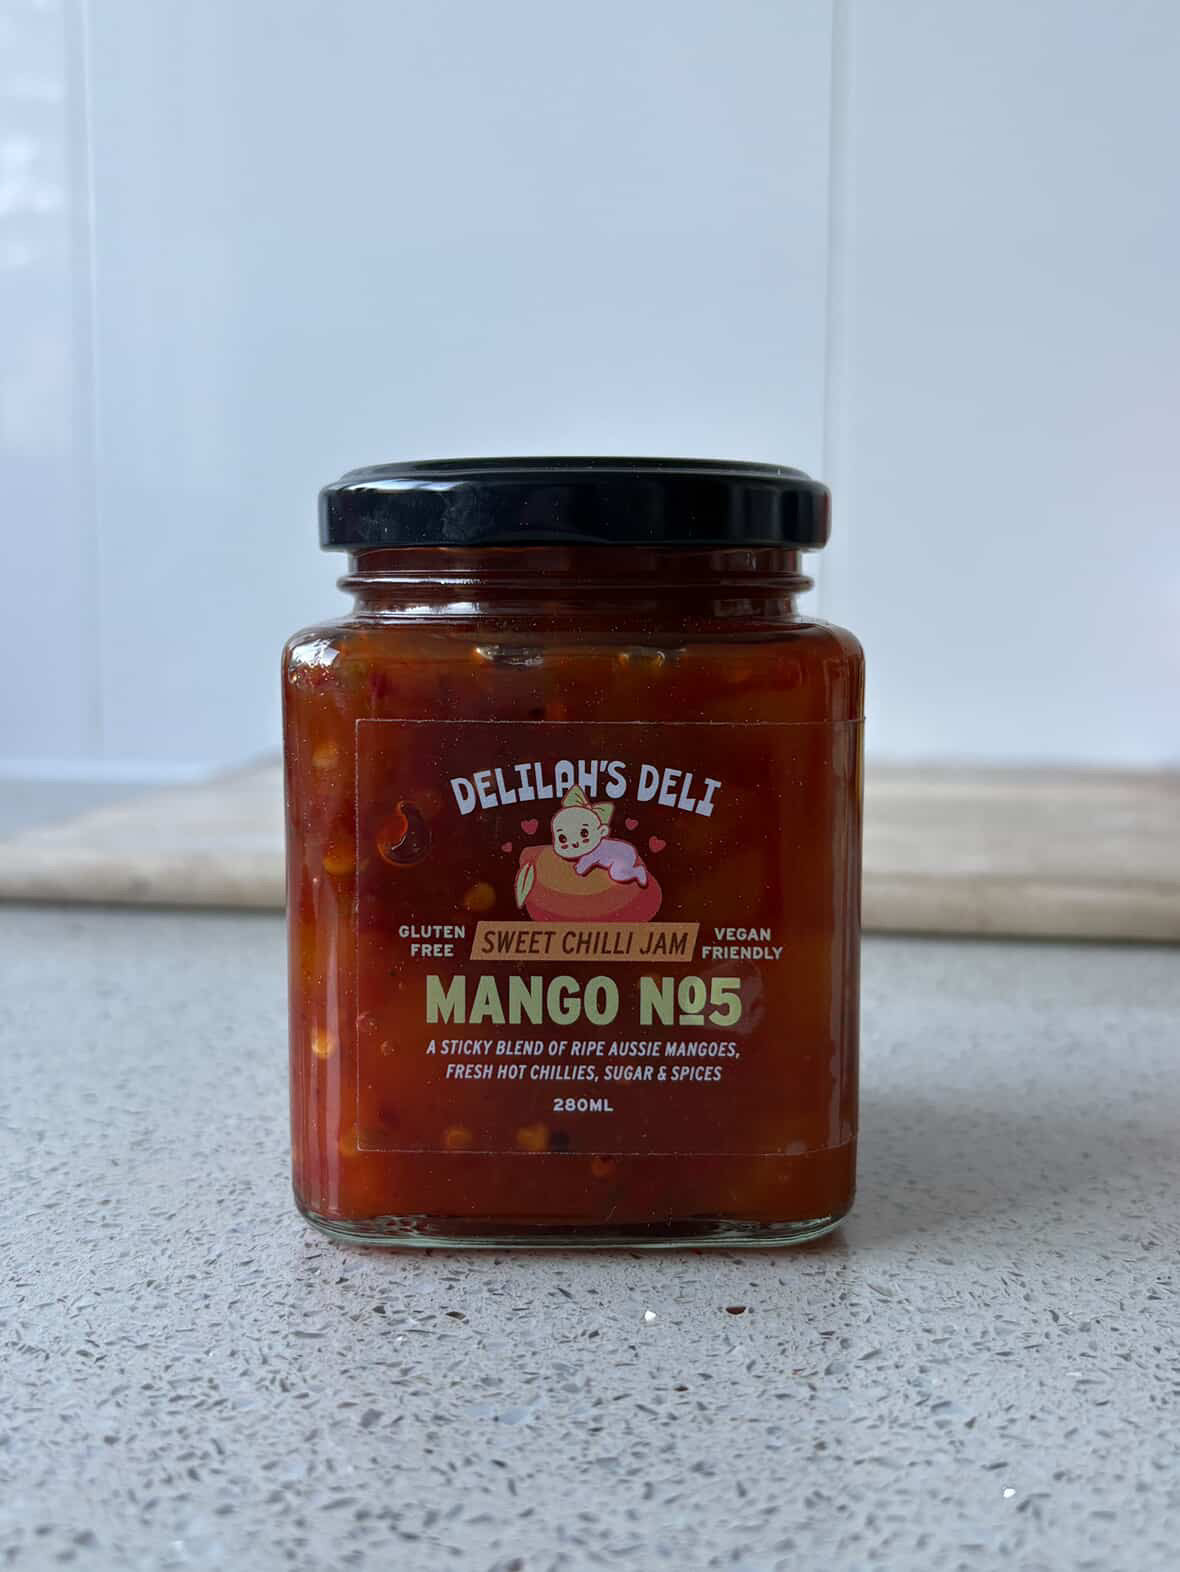 DELILAH'S DELI
GLUTEN FREE
SWEET CHILLI JAM
VEGAN FRIENDLY
MANGO Nº5
A STICKY BLEND OF RIPE AUSSIE MANGOES,
FRESH HOT CHILLIES, SUGAR & SPICES
280ML